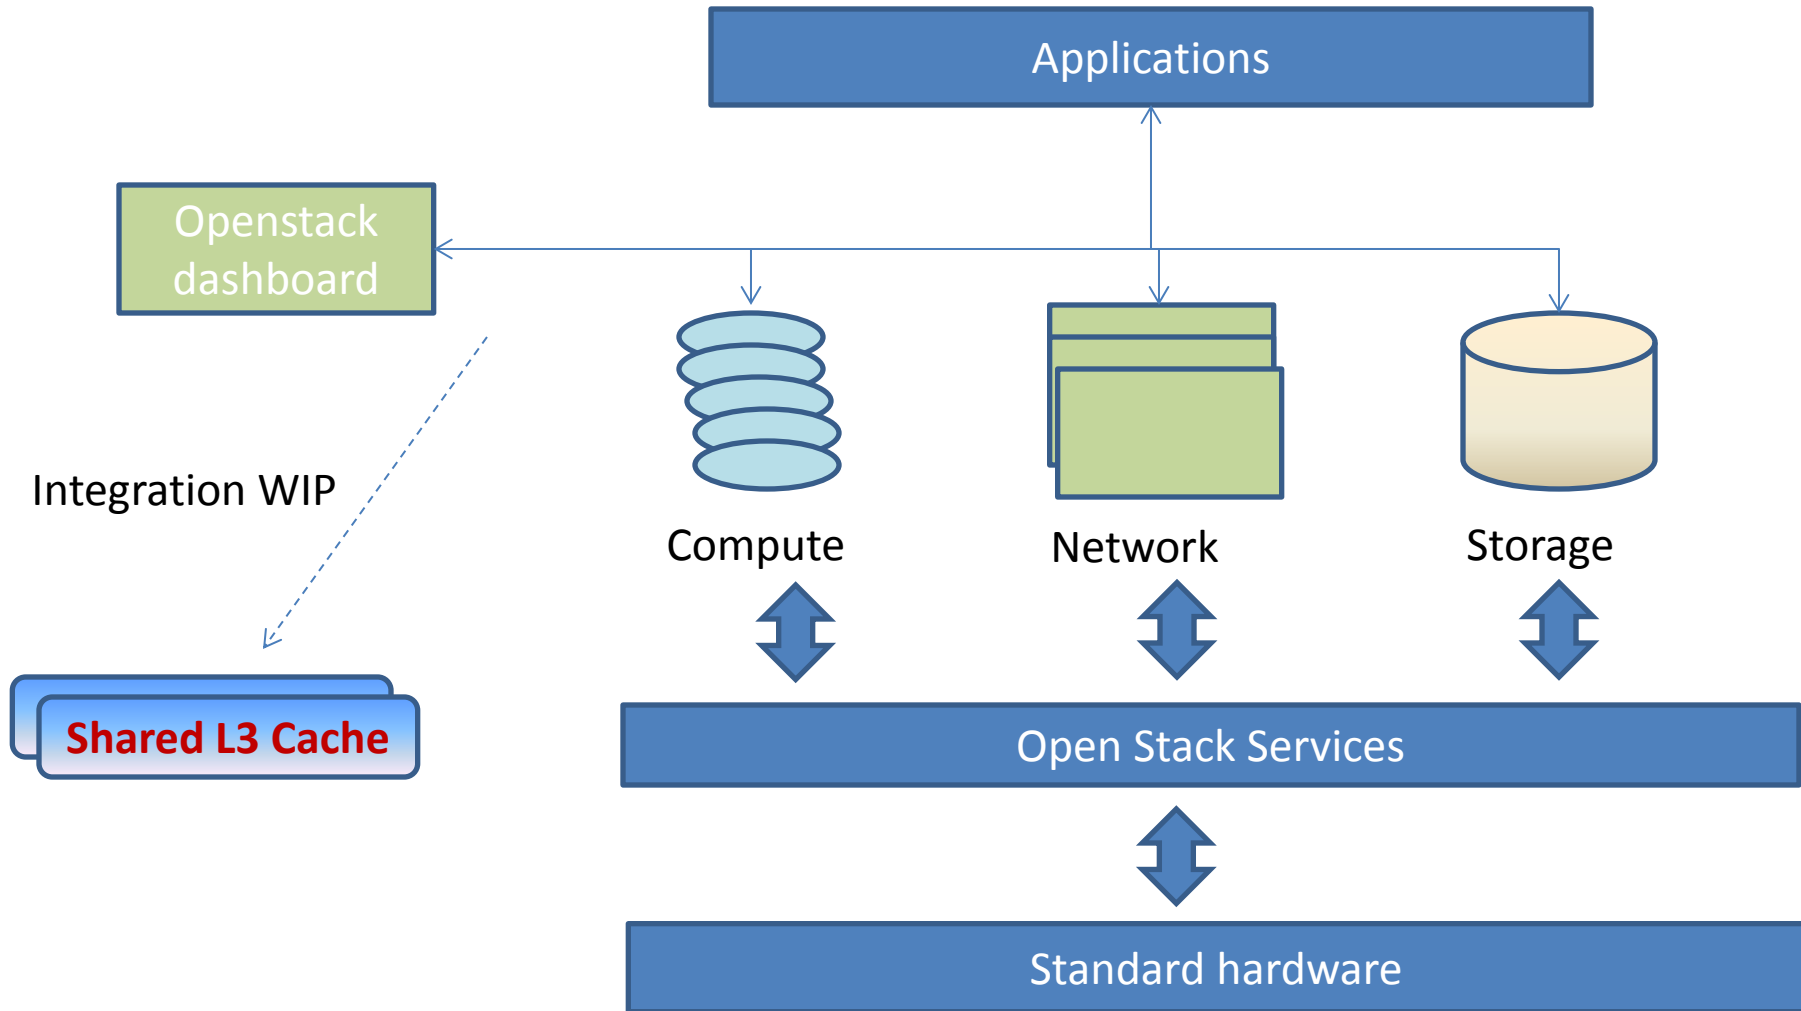 Applications
Openstack
dashboard
Integration WIP
Compute
Network
Storage
Shared L3 Cache
Open Stack Services
Standard hardware